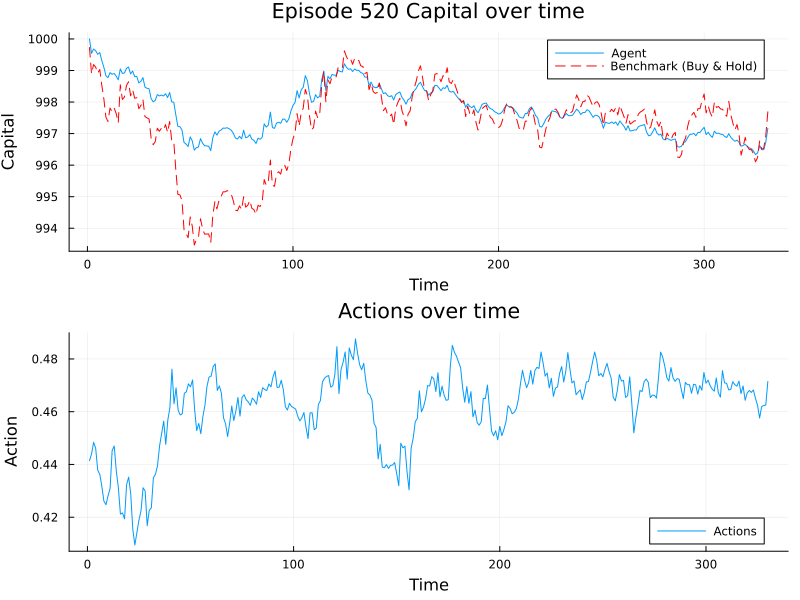 Episode 520 Capital over time
1000
999
998
997
996
995
994
Capital
Agent
Benchmark (Buy & Hold)
0
100
200
300
Time
Actions over time
0.48
0.46
0.44
0.42
Action
Actions
0
100
200
300
Time